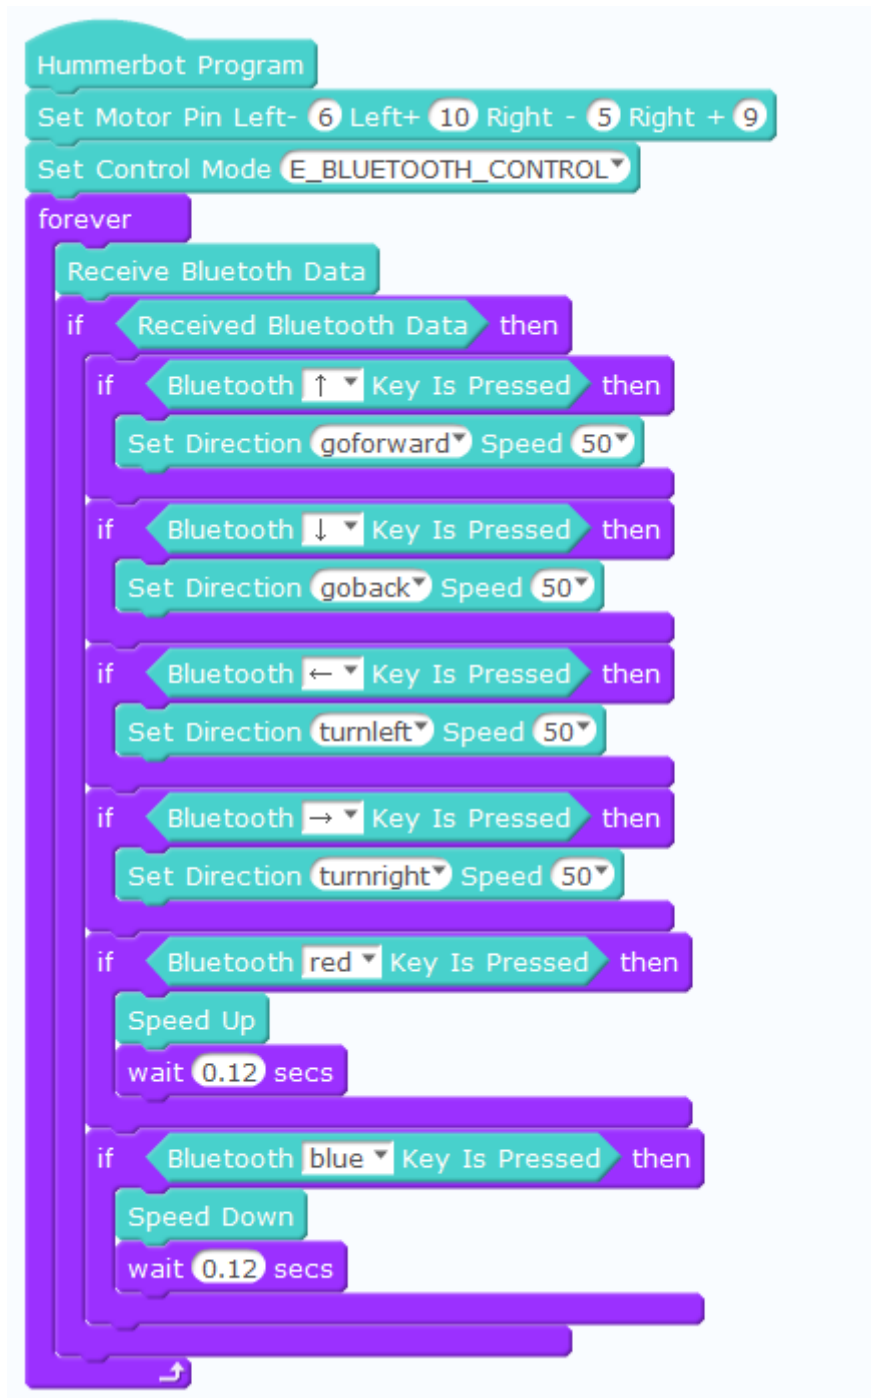 Hummerbot Program
Set Motor Pin Left- 6 Left+ 10 Right - 5 Right + 9
Set Control Mode E_BLUETOOTH_CONTROL
forever
Receive Bluetoth Data
if Received Bluetooth Data then
if Bluetooth ↑ Key Is Pressed then
Set Direction goforward Speed 50
if Bluetooth ↓ Key Is Pressed then
Set Direction goback Speed 50
if Bluetooth ← Key Is Pressed then
Set Direction turnleft Speed 50
if Bluetooth → Key Is Pressed then
Set Direction turnright Speed 50
if Bluetooth red Key Is Pressed then
Speed Up
wait 0.12 secs
if Bluetooth blue Key Is Pressed then
Speed Down
wait 0.12 secs